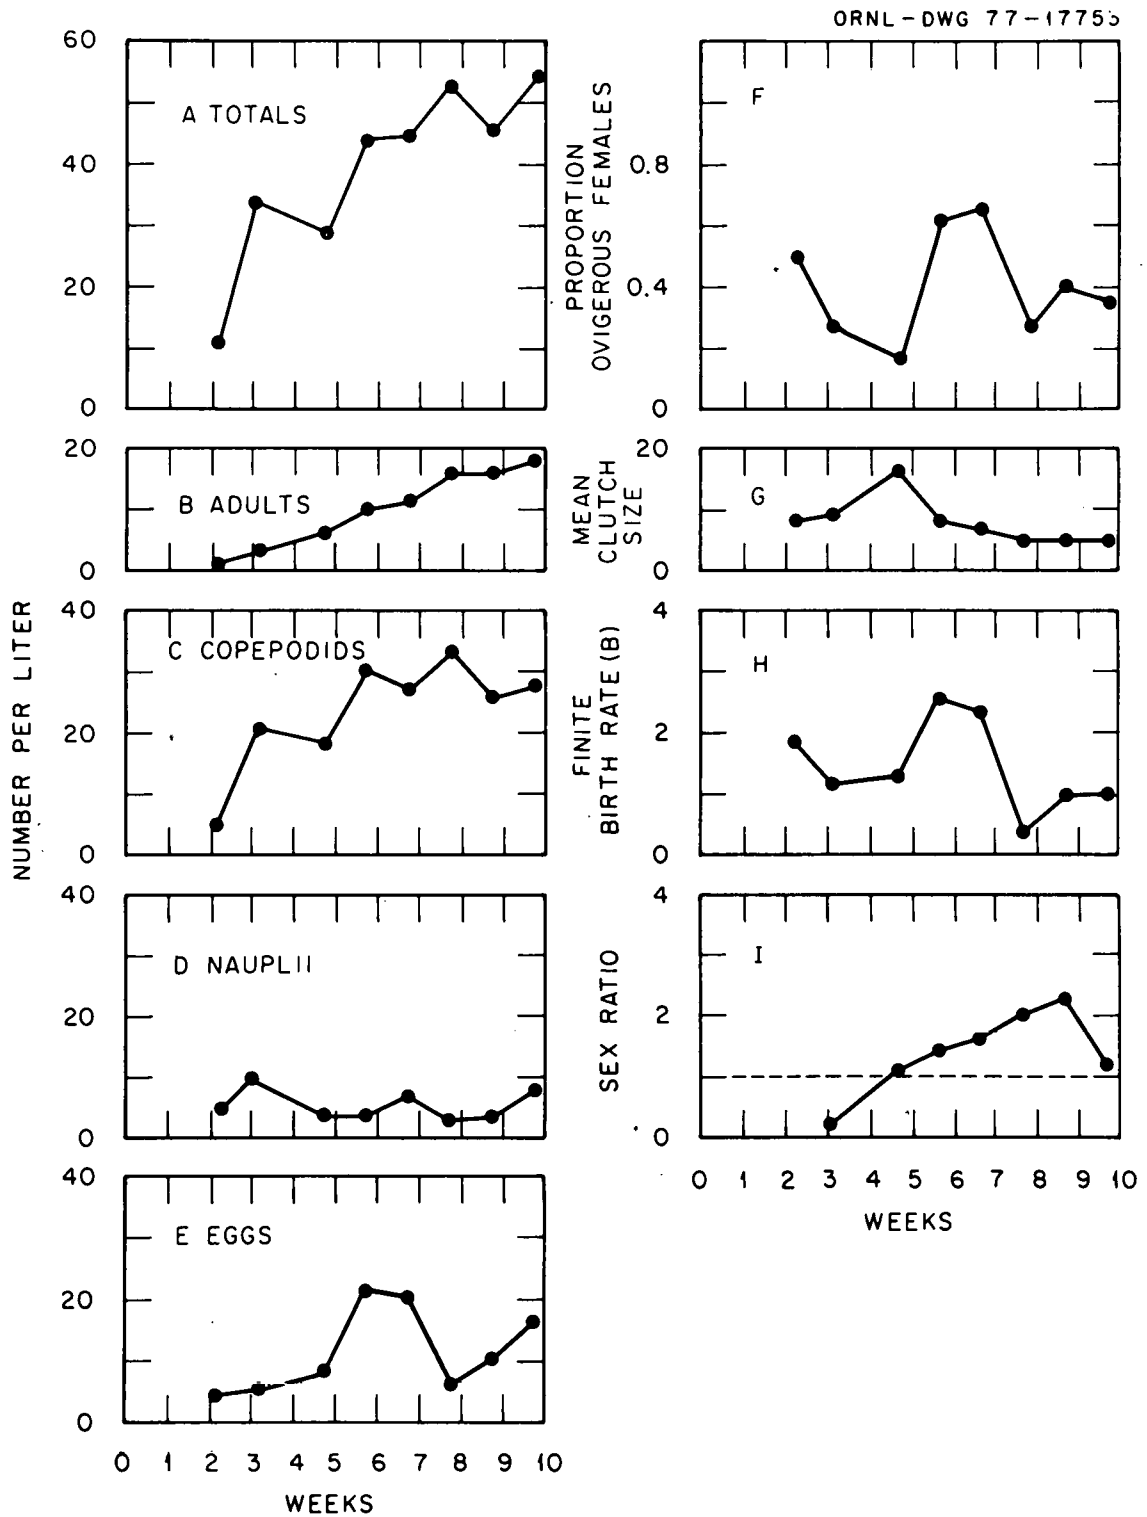 ORNL-DWG 77-17755
60
40
20
0
A TOTALS
PROPORTION
OVIGEROUS FEMALES
0.8
0.4
0
F
20
0
B ADULTS
MEAN
CLUTCH
SIZE
20
0
G
NUMBER PER LITER
40
20
0
C COPEPODIDS
FINITE
BIRTH RATE (B)
4
2
0
H
40
20
0
D NAUPLII
SEX RATIO
4
2
0
I
0 1 2 3 4 5 6 7 8 9 10
WEEKS
40
20
0
E EGGS
0 1 2 3 4 5 6 7 8 9 10
WEEKS